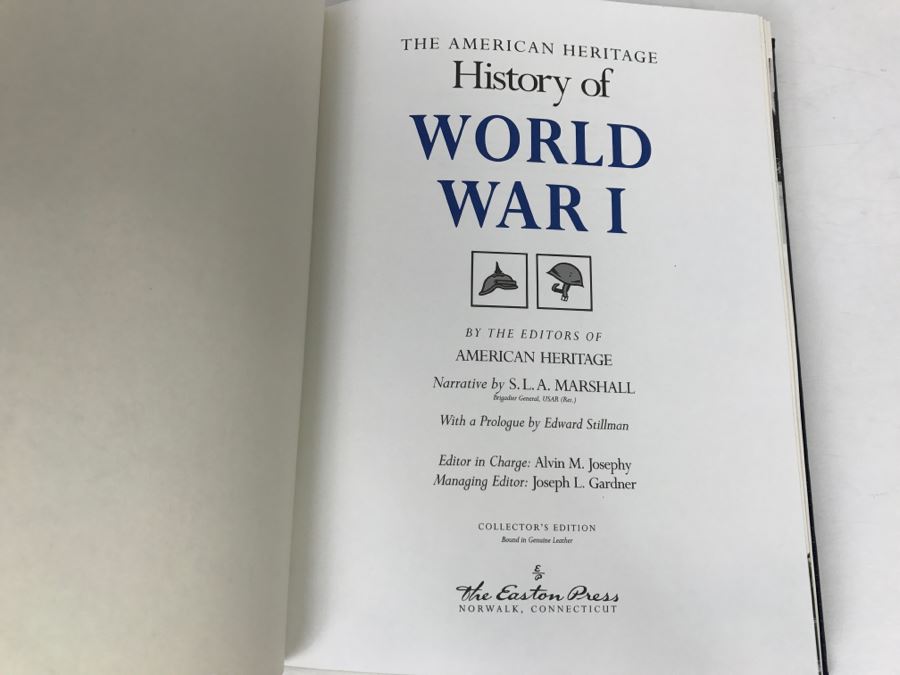 THE AMERICAN HERITAGE
History of
WORLD
WAR I
BY THE EDITORS OF
AMERICAN HERITAGE
Narrative by S. L. A. MARSHALL
Brigadier General, USAR (Ret.)
With a Prologue by Edward Stillman
Editor in Charge: Alvin M. Josephy
Managing Editor: Joseph L. Gardner
COLLECTOR'S EDITION
Bound in Genuine Leather
The Easton Press
NORWALK, CONNECTICUT